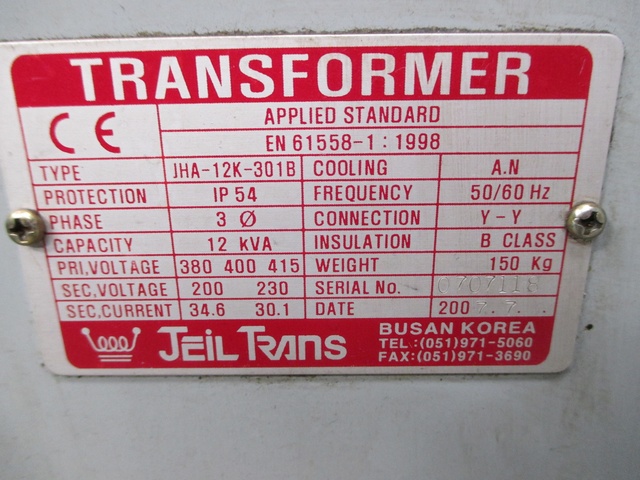 TRANSFORMER
CE
APPLIED STANDARD
EN 61558-1 : 1998
TYPE JHA-12K-301B COOLING A.N
PROTECTION IP 54 FREQUENCY 50/60 Hz
PHASE 3 Ø CONNECTION Y-Y
CAPACITY 12 kVA INSULATION B CLASS
PRI,VOLTAGE 380 400 415 WEIGHT 150 Kg
SEC,VOLTAGE 200 230 SERIAL No. 0707118
SEC,CURRENT 34.6 30.1 DATE 2007.7.
JEIL TRANS
BUSAN KOREA
TEL:(051)971-5060
FAX:(051)971-3690